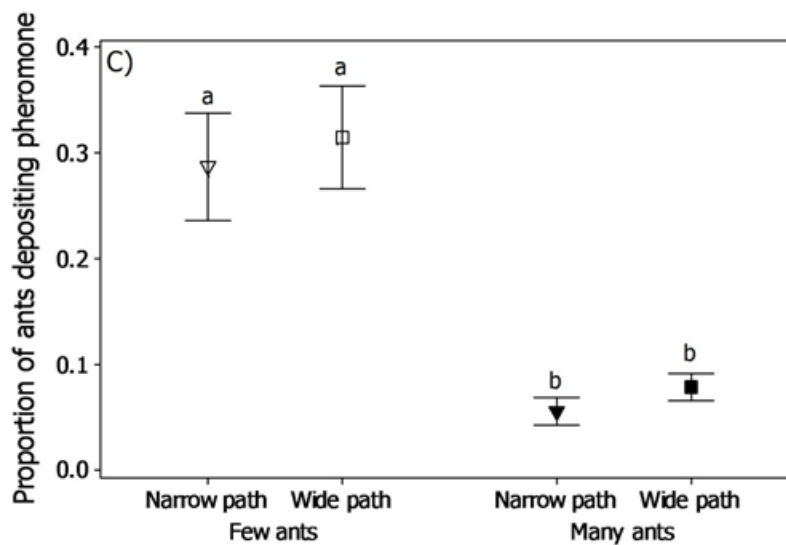 C)
Proportion of ants depositing pheromone
0.4
0.3
0.2
0.1
0.0
a
a
b
b
Narrow path
Wide path
Narrow path
Wide path
Few ants
Many ants